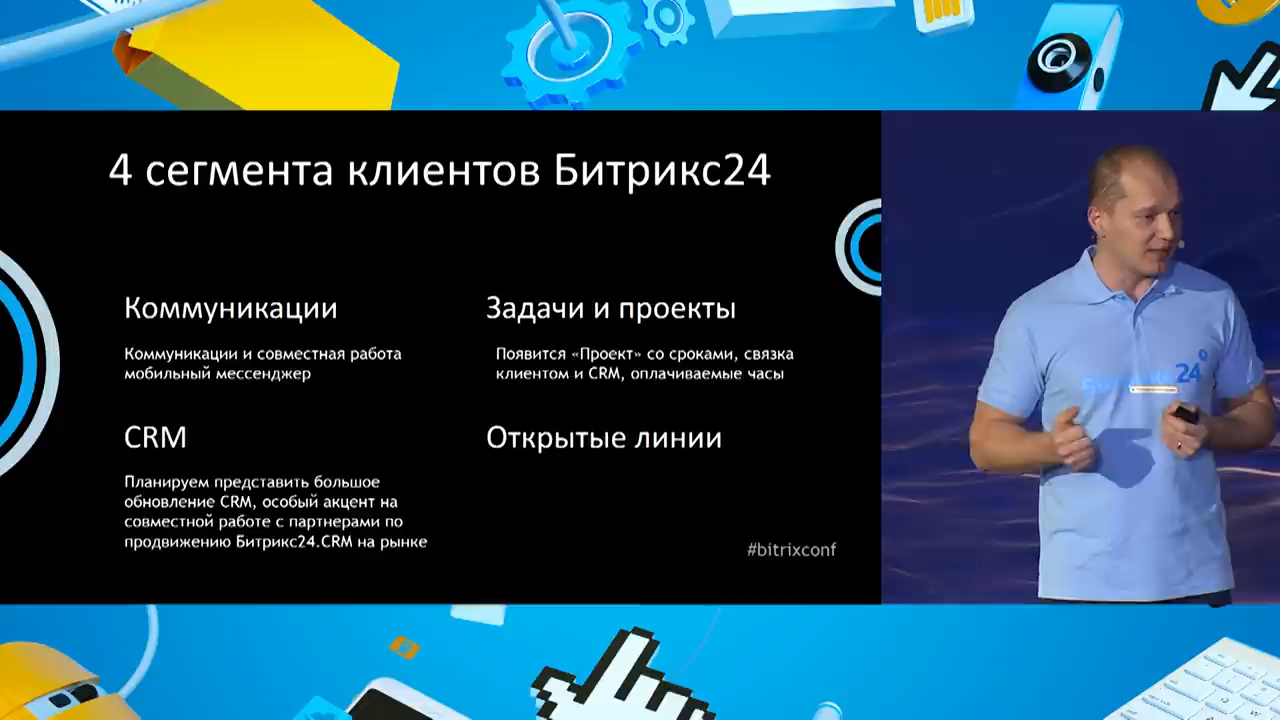 4 сегмента клиентов Битрикс24
Коммуникации
Коммуникации и совместная работа
мобильный мессенджер
Задачи и проекты
Появится «Проект» со сроками, связка
клиентом и CRM, оплачиваемые часы
CRM
Планируем представить большое
обновление CRM, особый акцент на
совместной работе с партнерами по
продвижению Битрикс24.CRM на рынке
Открытые линии
#bitrixconf
Битрикс24